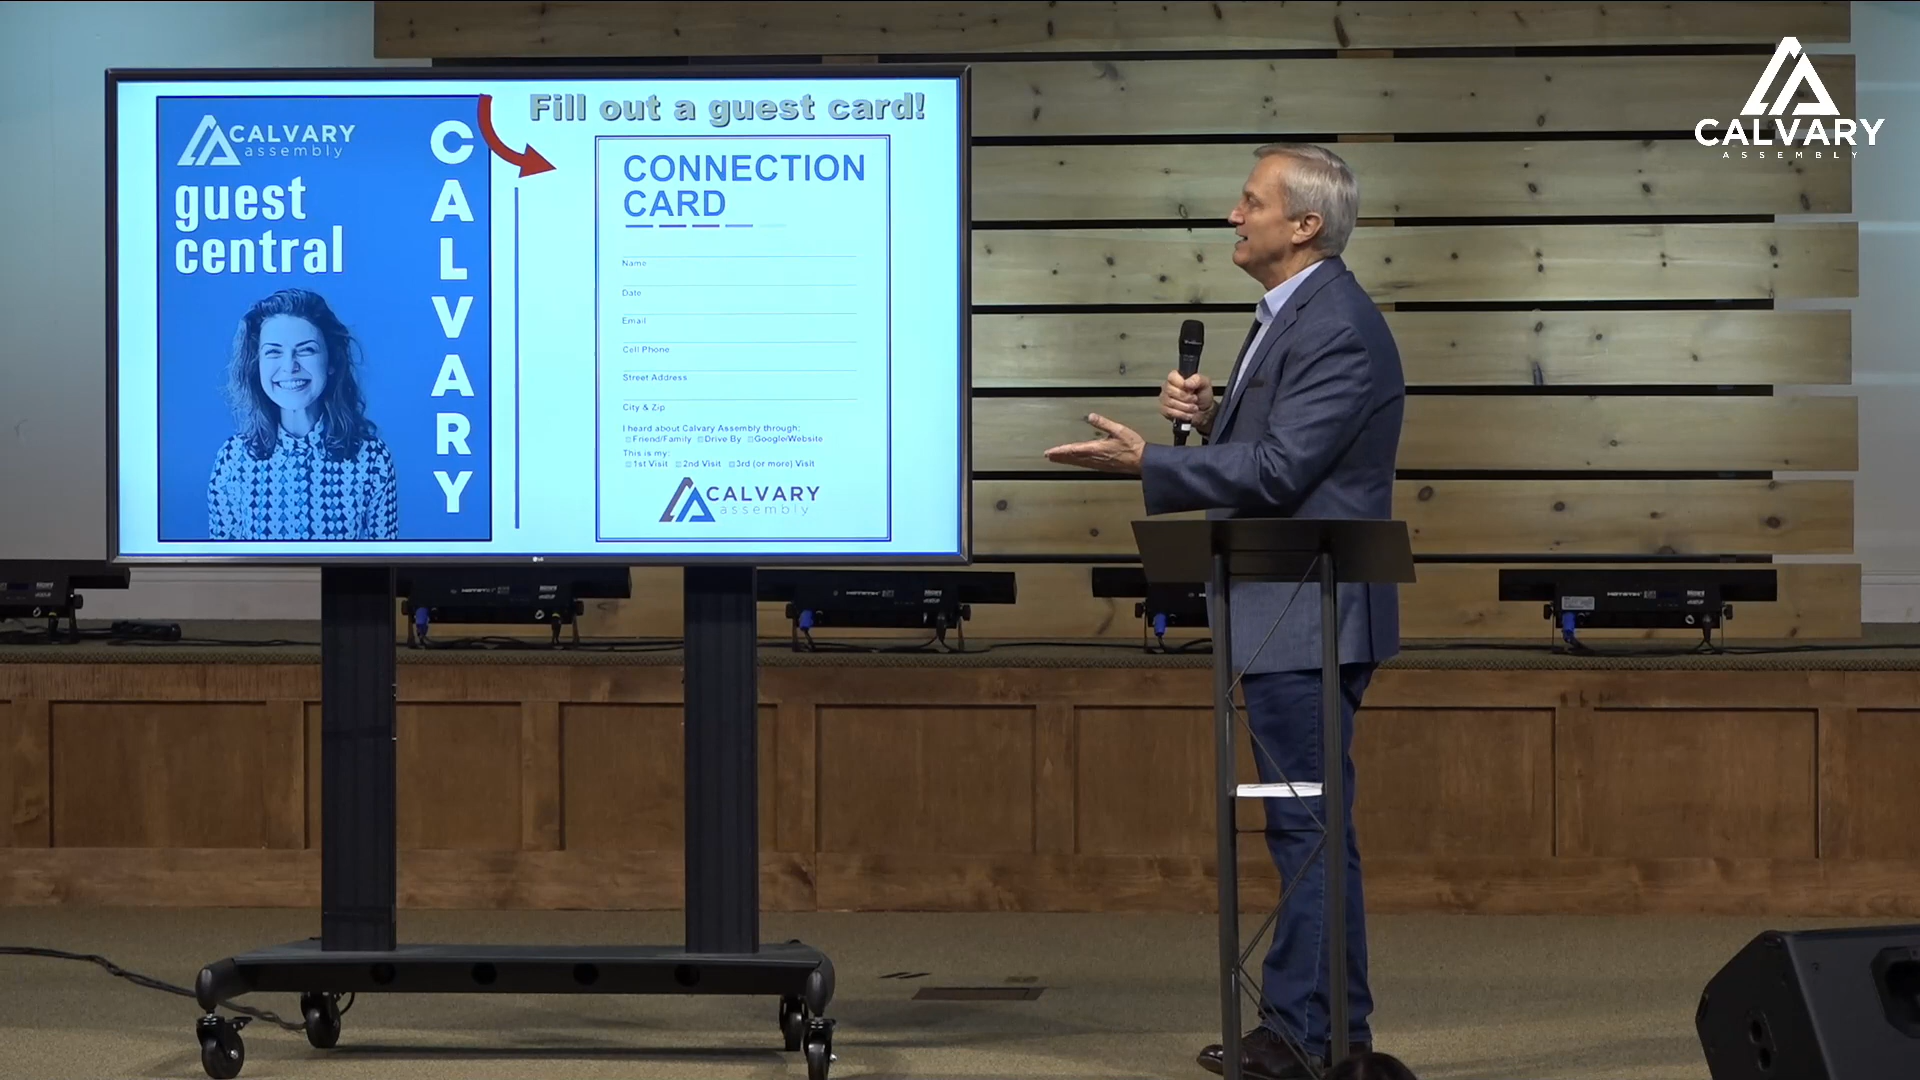 CALVARY
assembly
guest
central
CALVARY
Fill out a guest card!
CONNECTION
CARD
Name
Date
Email
Cell Phone
Street Address
City & Zip
I heard about Calvary Assembly through:
Friend/Family Drive By Google/Website
This is my:
1st Visit 2nd Visit 3rd (or more) Visit
CALVARY
assembly
LG
CALVARY
ASSEMBLY